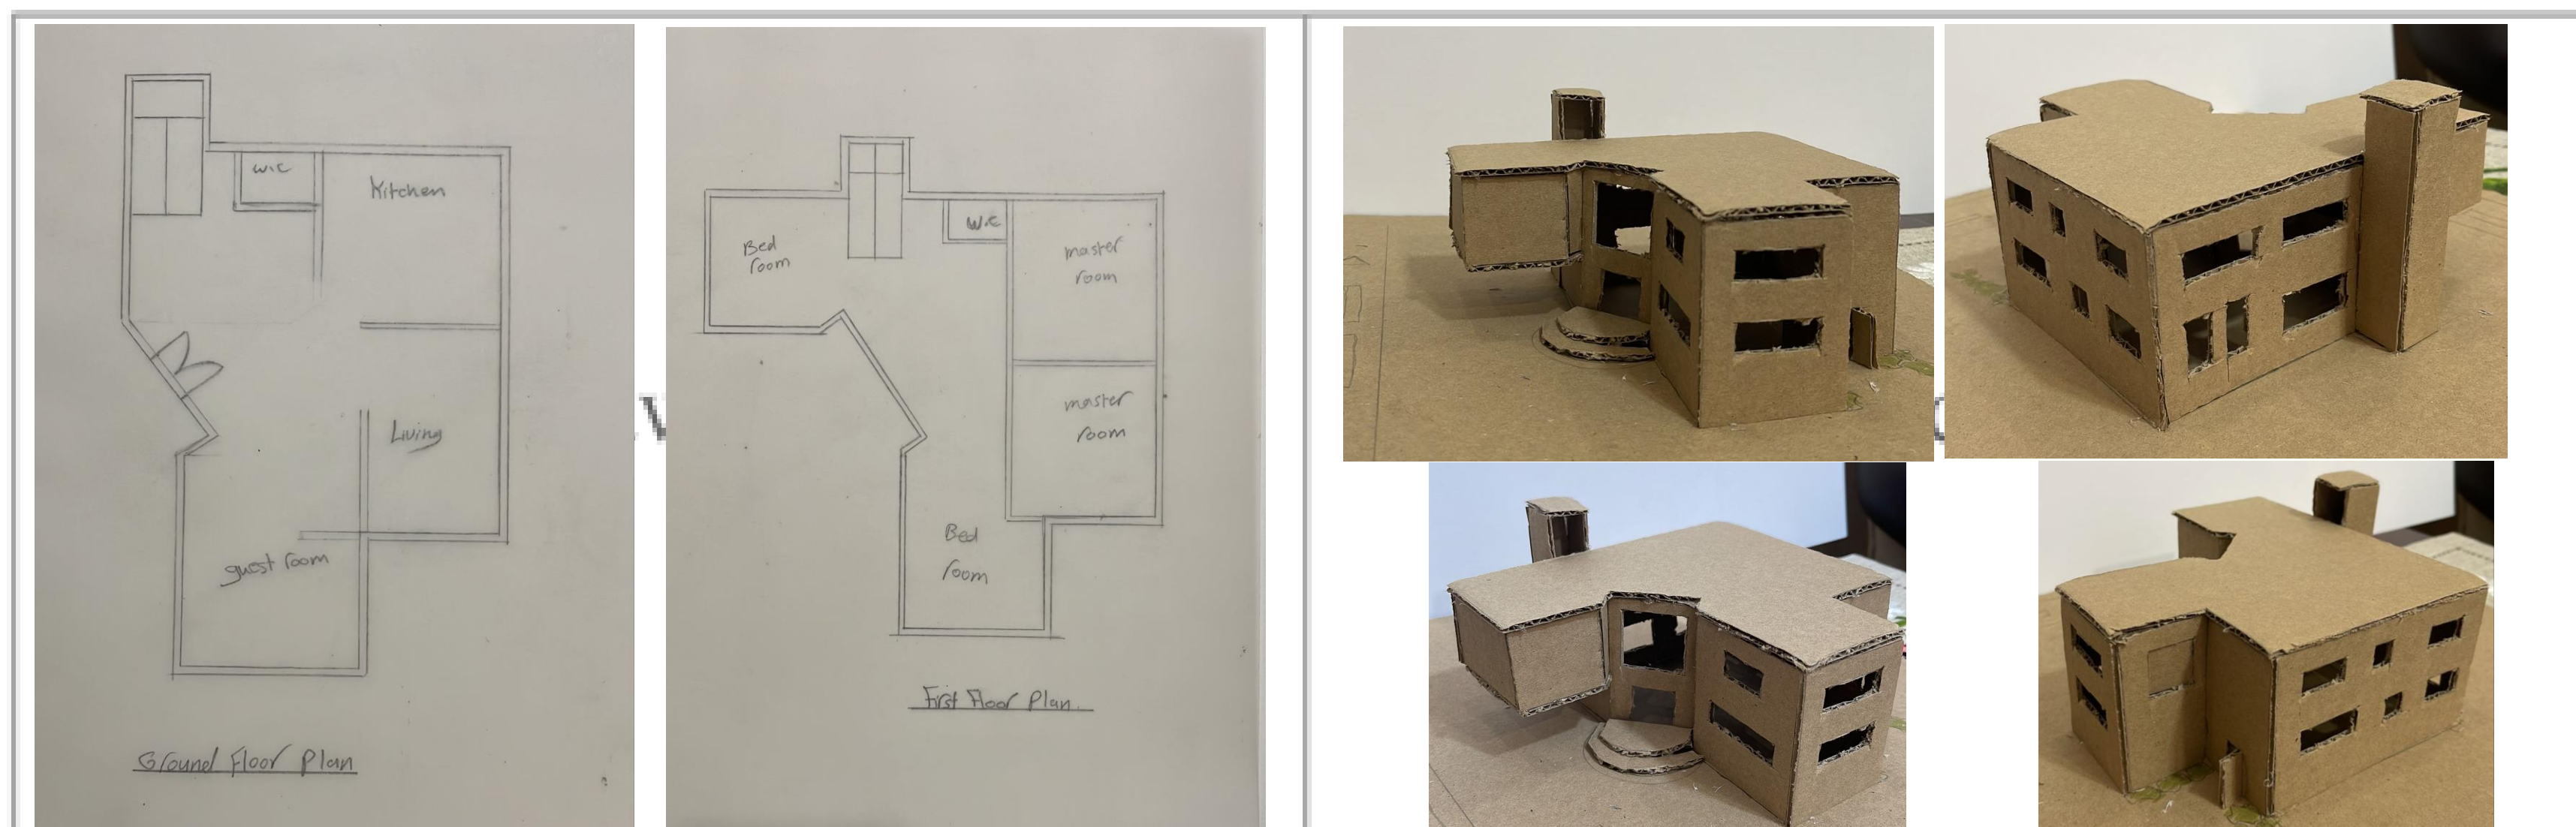 W.C
Kitchen
Living
guest room
Ground Floor Plan
Bed
room
W.C
master
room
master
room
Bed
room
First Floor Plan